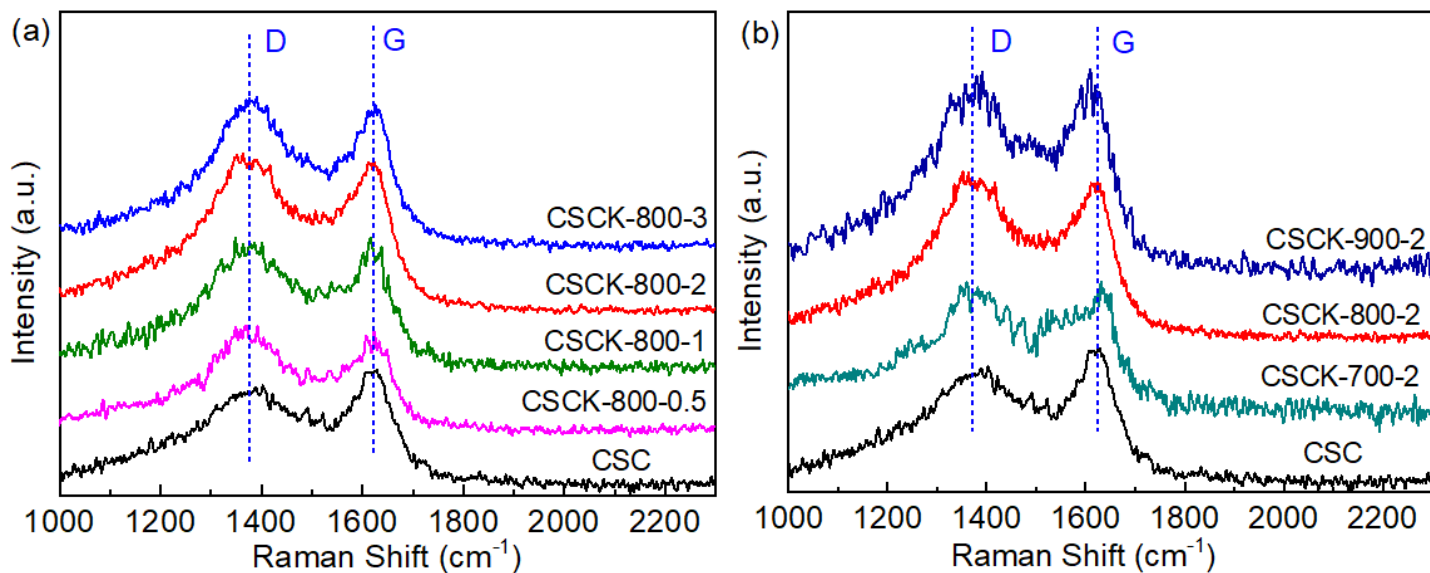 (a)
D
G
CSCK-800-3
CSCK-800-2
CSCK-800-1
CSCK-800-0.5
CSC
Intensity (a.u.)
1000 1200 1400 1600 1800 2000 2200
Raman Shift (cm⁻¹)
(b)
D
G
CSCK-900-2
CSCK-800-2
CSCK-700-2
CSC
Intensity (a.u.)
1000 1200 1400 1600 1800 2000 2200
Raman Shift (cm⁻¹)